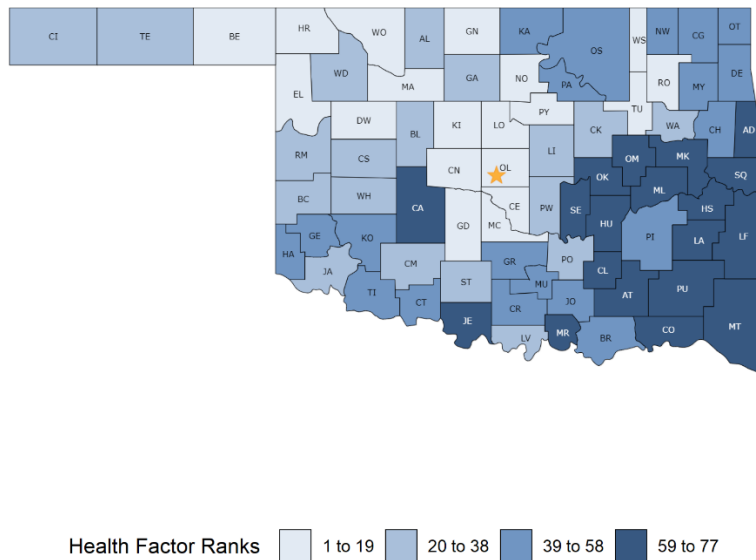 HR WO GN KA NW CG OT
CI TE BE AL OS WS
WD GA NO PA RO MY DE
EL MA
DW KI LO PY TU
BL CK WA CH AD
RM CS CN OL LI OM MK
OK SQ
BC WH CA CE PW SE ML HS
GD MC HU
GE KO PI LA LF
HA GR PO
JA CM CL
TI CT ST MU JO AT PU
JE CR MR CO MT
LV BR
Health Factor Ranks 1 to 19 20 to 38 39 to 58 59 to 77